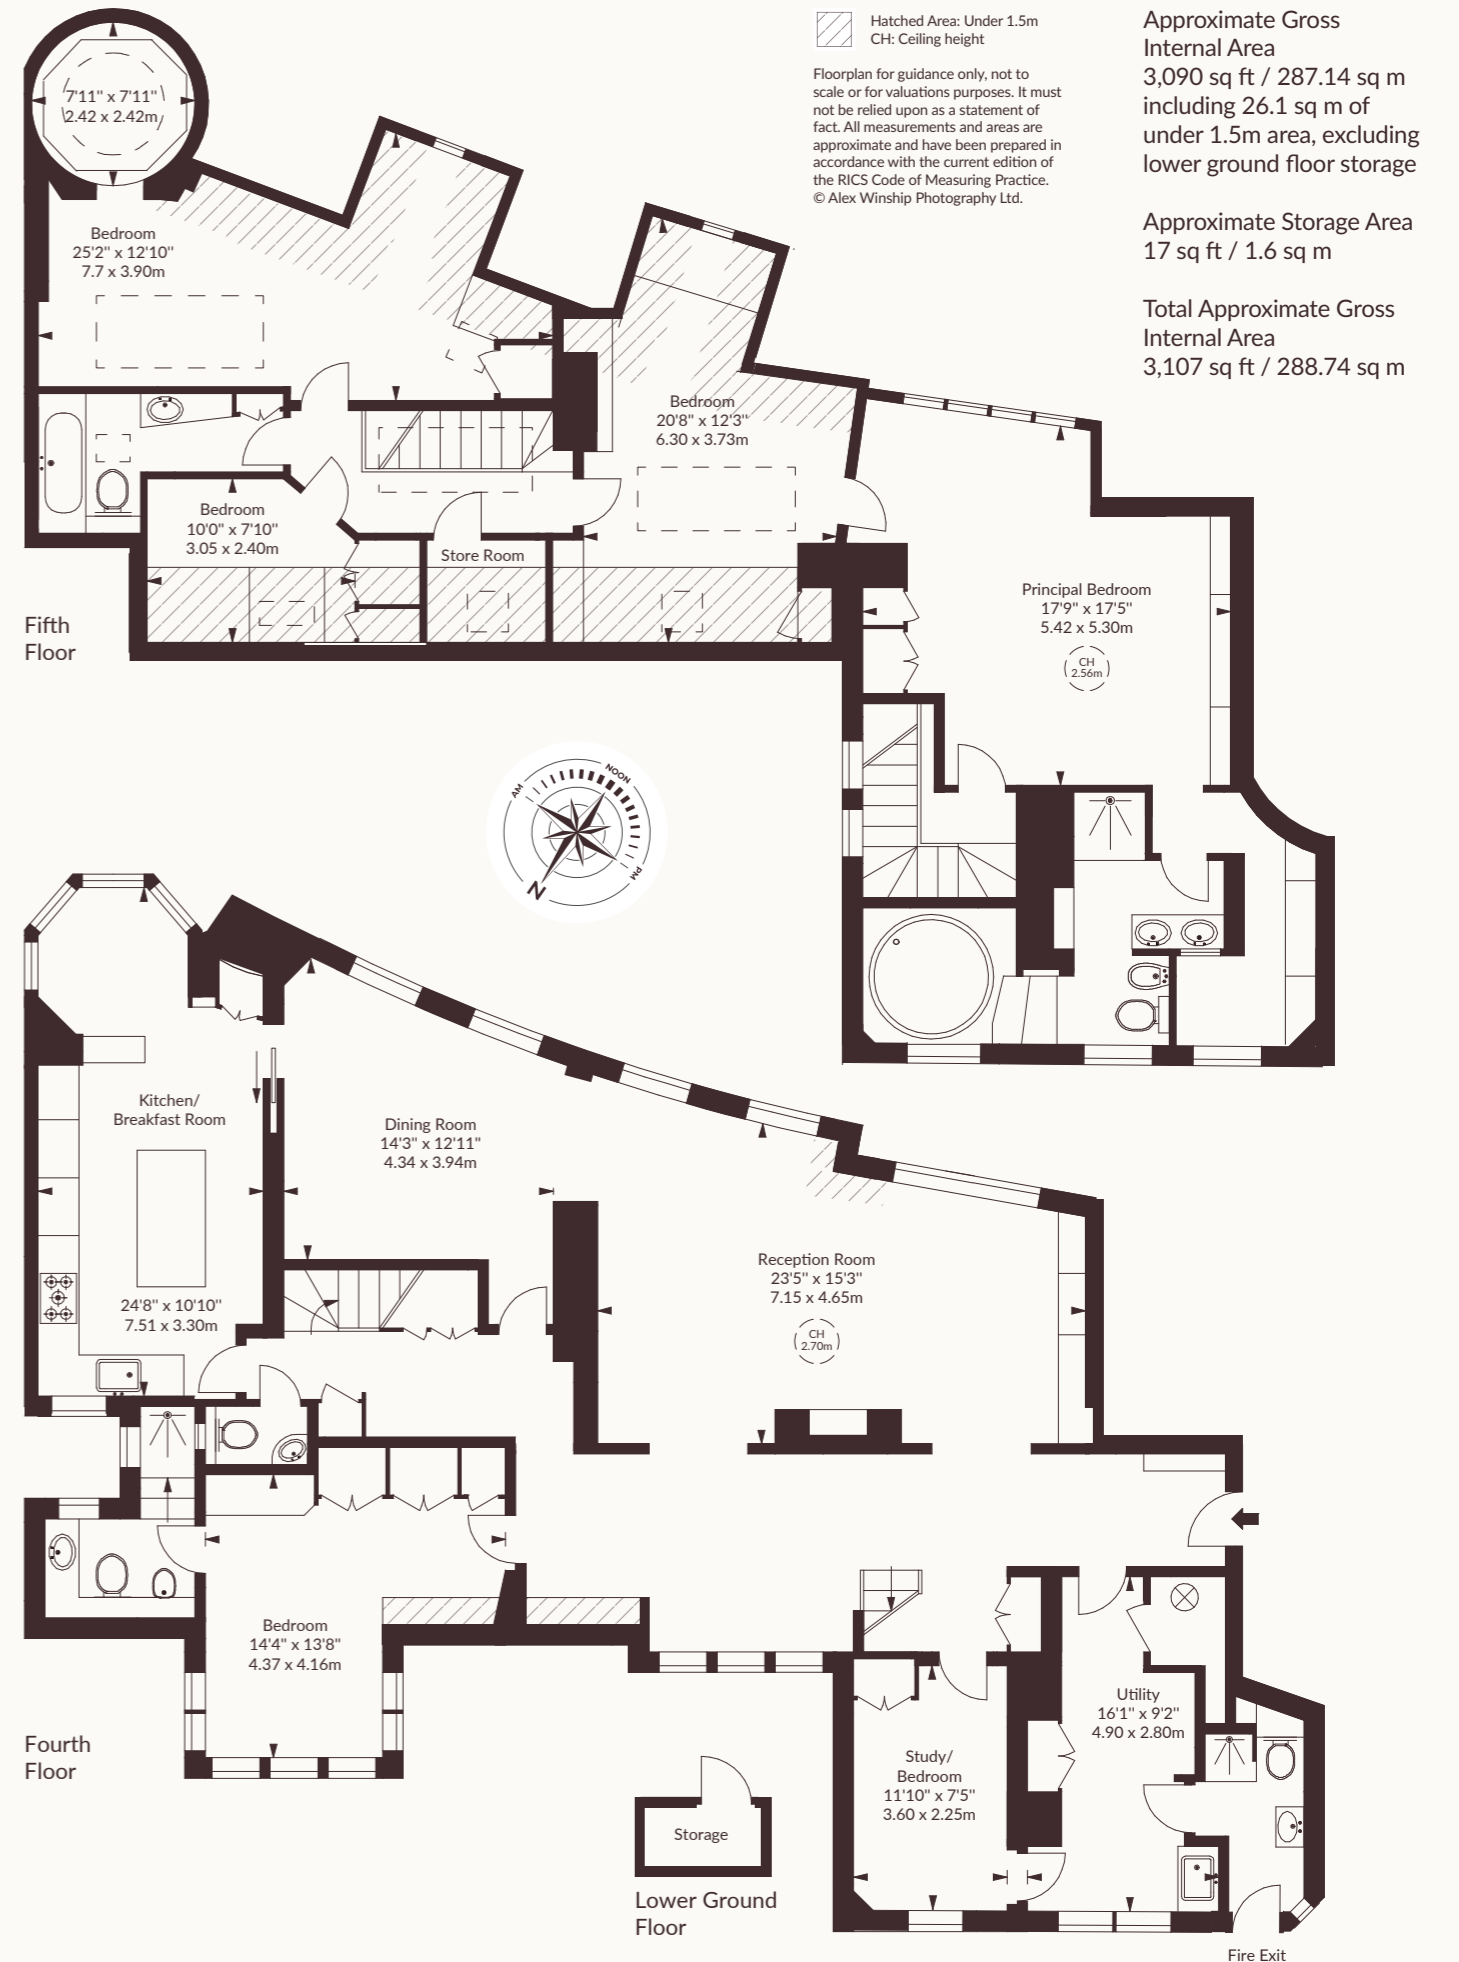 Hatched Area: Under 1.5m
CH: Ceiling height
Floorplan for guidance only, not to
scale or for valuations purposes. It must
not be relied upon as a statement of
fact. All measurements and areas are
approximate and have been prepared in
accordance with the current edition of
the RICS Code of Measuring Practice.
© Alex Winship Photography Ltd.
Approximate Gross
Internal Area
3,090 sq ft / 287.14 sq m
including 26.1 sq m of
under 1.5m area, excluding
lower ground floor storage
Approximate Storage Area
17 sq ft / 1.6 sq m
Total Approximate Gross
Internal Area
3,107 sq ft / 288.74 sq m
7'11" x 7'11"
2.42 x 2.42m
Bedroom
25'2" x 12'10"
7.7 x 3.90m
Bedroom
20'8" x 12'3"
6.30 x 3.73m
Bedroom
10'0" x 7'10"
3.05 x 2.40m
Store Room
Principal Bedroom
17'9" x 17'5"
5.42 x 5.30m
CH
2.56m
Fifth
Floor
AM
NOON
PM
N
Kitchen/
Breakfast Room
24'8" x 10'10"
7.51 x 3.30m
Dining Room
14'3" x 12'11"
4.34 x 3.94m
Reception Room
23'5" x 15'3"
7.15 x 4.65m
CH
2.70m
Bedroom
14'4" x 13'8"
4.37 x 4.16m
Utility
16'1" x 9'2"
4.90 x 2.80m
Study/
Bedroom
11'10" x 7'5"
3.60 x 2.25m
Fourth
Floor
Storage
Lower Ground
Floor
Fire Exit